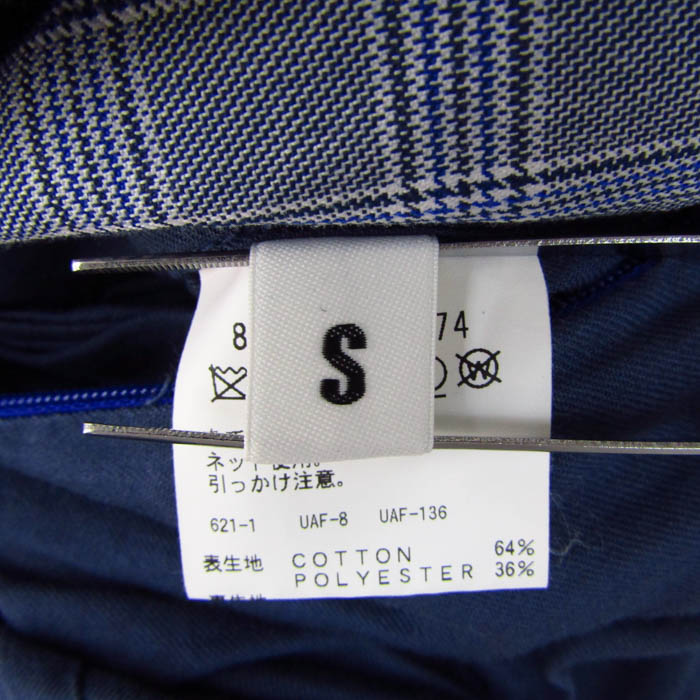 8 74
S
ネット使用。
引っかけ注意。
621-1 UAF-8 UAF-136
表生地 COTTON 64%
POLYESTER 36%